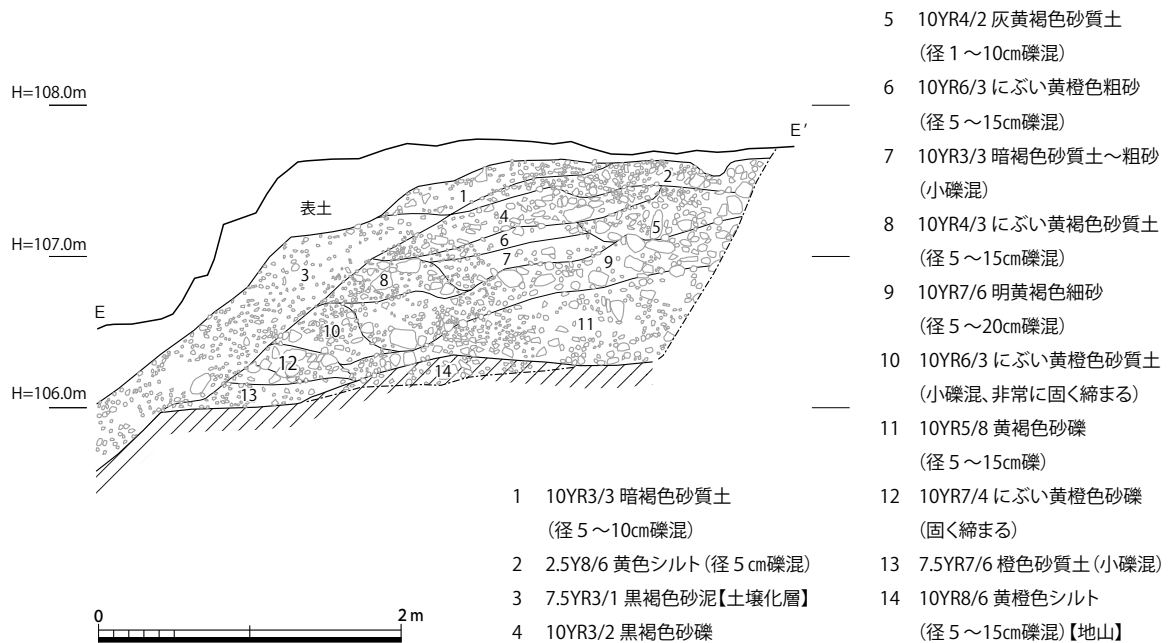 H=108.0m
H=107.0m
H=106.0m
E
E′
表土
1
2
3
4
5
6
7
8
9
10
11
12
13
14
0
2 m
1 10YR3/3 暗褐色砂質土
(径５～10㎝礫混)
2 2.5Y8/6 黄色シルト(径５㎝礫混)
3 7.5YR3/1 黒褐色砂泥【土壌化層】
4 10YR3/2 黒褐色砂礫
5 10YR4/2 灰黄褐色砂質土
(径１～10㎝礫混)
6 10YR6/3 にぶい黄橙色粗砂
(径５～15㎝礫混)
7 10YR3/3 暗褐色砂質土～粗砂
(小礫混)
8 10YR4/3 にぶい黄褐色砂質土
(径５～15㎝礫混)
9 10YR7/6 明黄褐色細砂
(径５～20㎝礫混)
10 10YR6/3 にぶい黄橙色砂質土
(小礫混、非常に固く締まる)
11 10YR5/8 黄褐色砂礫
(径５～15㎝礫)
12 10YR7/4 にぶい黄橙色砂礫
(固く締まる)
13 7.5YR7/6 橙色砂質土(小礫混)
14 10YR8/6 黄橙色シルト
(径５～15㎝礫混)【地山】